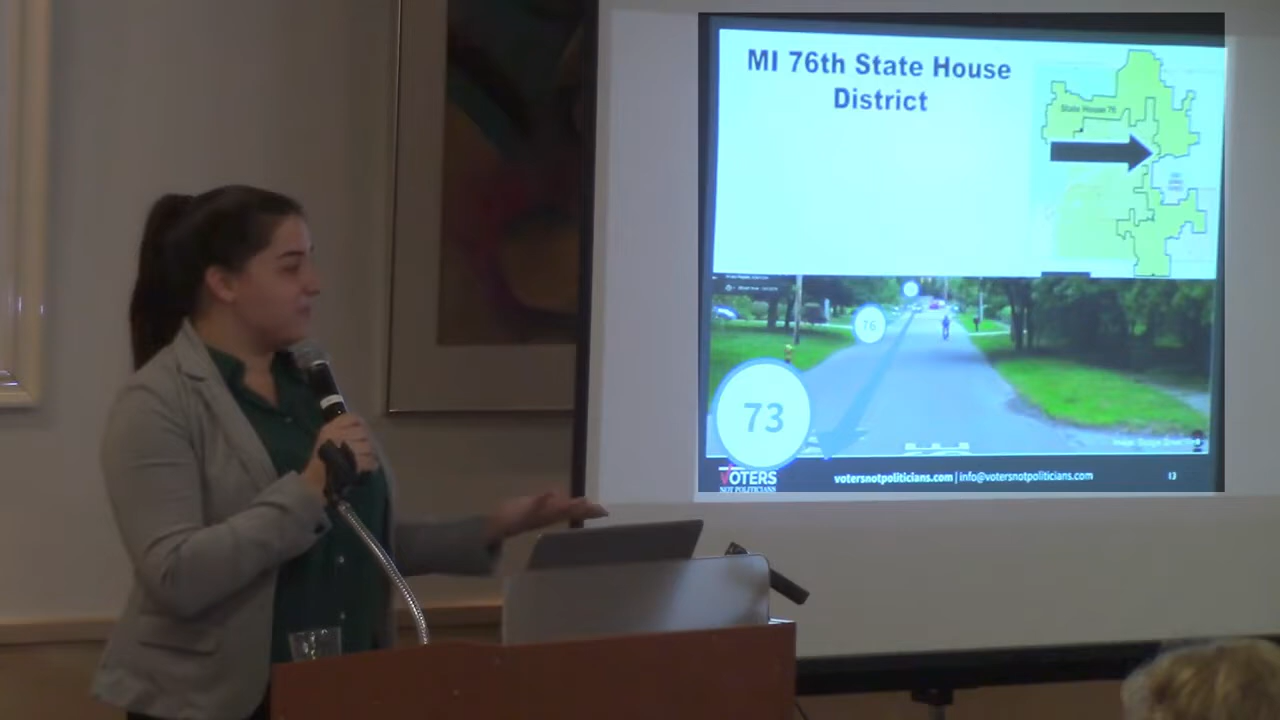 MI 76th State House
District
State House 76
76
73
VOTERS
NOT POLITICIANS
votersnotpoliticians.com | info@votersnotpoliticians.com
13